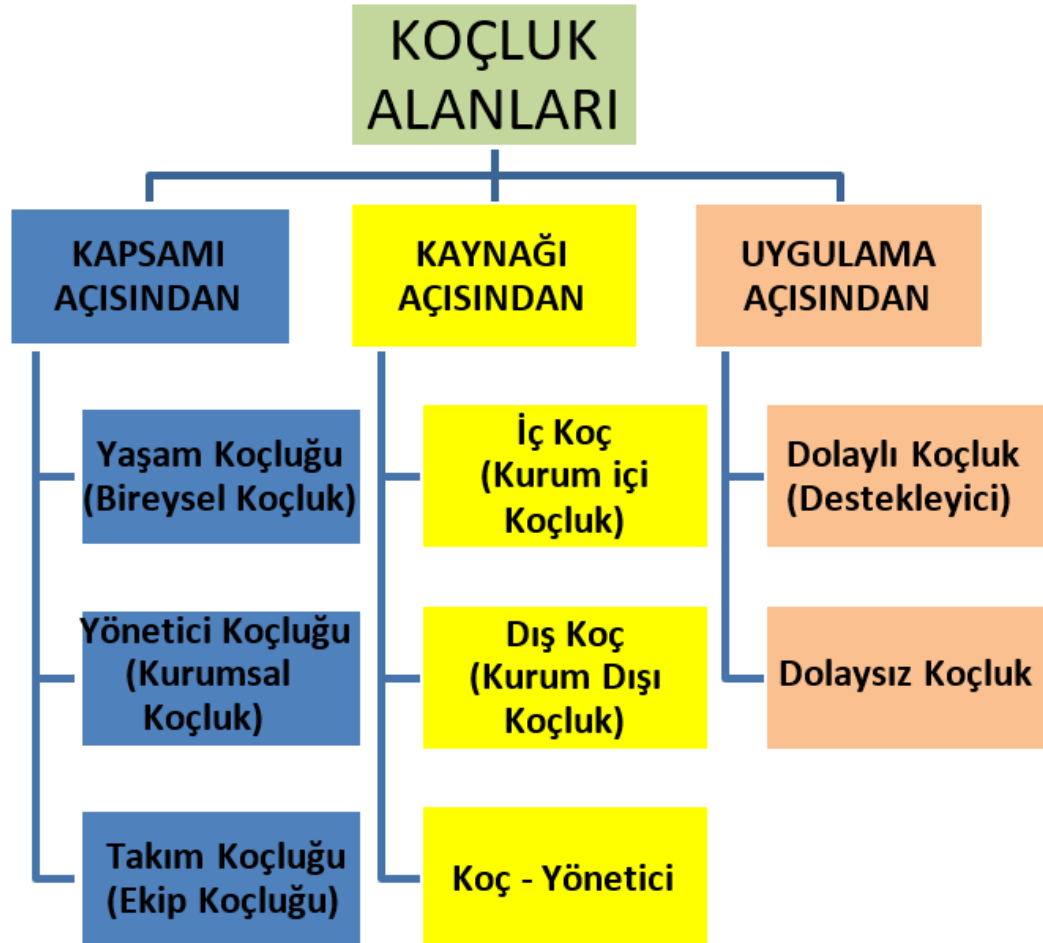 KOÇLUK
ALANLARI
KAPSAMI
AÇISINDAN
Yaşam Koçluğu
(Bireysel Koçluk)
Yönetici Koçluğu
(Kurumsal
Koçluk)
Takım Koçluğu
(Ekip Koçluğu)
KAYNAĞI
AÇISINDAN
İç Koç
(Kurum içi
Koçluk)
Dış Koç
(Kurum Dışı
Koçluk)
Koç - Yönetici
UYGULAMA
AÇISINDAN
Dolaylı Koçluk
(Destekleyici)
Dolaysız Koçluk